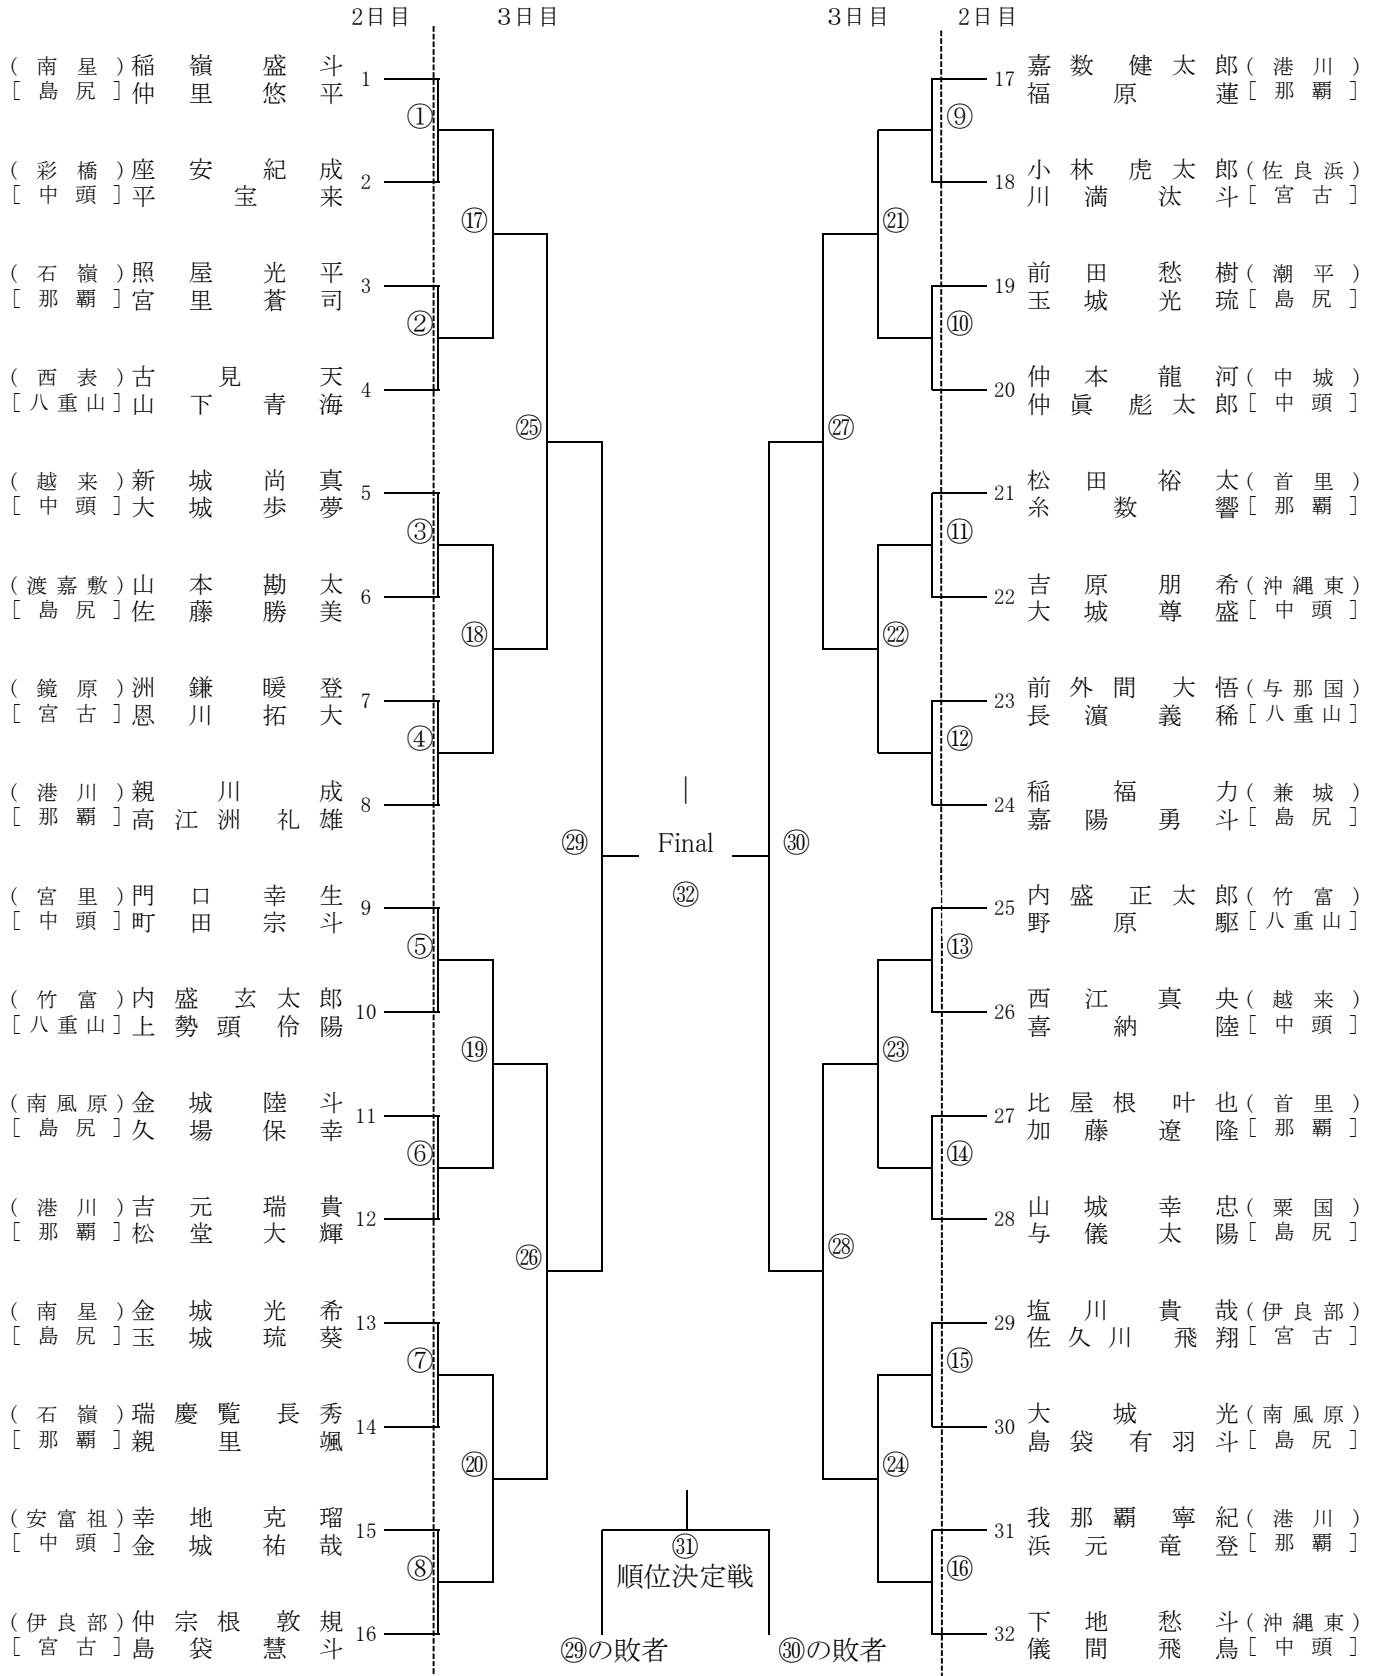 2日目 3日目 3日目 2日目
(南星)稲嶺盛斗 1
[島尻]仲里悠平
①
(彩橋)座安紀成 2
[中頭]平宝来
⑰
(石嶺)照屋光平 3
[那覇]宮里蒼司
②
(西表)古見天 4
[八重山]山下青海
㉕
(越来)新城尚真 5
[中頭]大城歩夢
③
(渡嘉敷)山本勘太 6
[島尻]佐藤勝美
⑱
(鏡原)洲鎌暖登 7
[宮古]恩川拓大
④
(港川)親川成 8
[那覇]高江洲礼雄
㉙
(宮里)門口幸生 9
[中頭]町田宗斗
⑤
(竹富)内盛玄太郎 10
[八重山]上勢頭伶陽
⑲
(南風原)金城陸斗 11
[島尻]久場保幸
⑥
(港川)吉元瑞貴 12
[那覇]松堂大輝
㉖
(南星)金城光希 13
[島尻]玉城琉葵
⑦
(石嶺)瑞慶覧長秀 14
[那覇]親里颯
⑳
(安富祖)幸地克瑠 15
[中頭]金城祐哉
⑧
(伊良部)仲宗根敦規 16
[宮古]島袋慧斗
|
Final
㉜
㉛
順位決定戦
㉙の敗者 ㉚の敗者
17 嘉数健太郎(港川)
福原蓮[那覇]
⑨
18 小林虎太郎(佐良浜)
川満汰斗[宮古]
㉑
19 前田愁樹(潮平)
玉城光琉[島尻]
⑩
20 仲本龍河(中城)
仲眞彪太郎[中頭]
㉗
21 松田裕太(首里)
糸数響[那覇]
⑪
22 吉原朋希(沖縄東)
大城尊盛[中頭]
㉒
23 前外間大悟(与那国)
長濵義稀[八重山]
⑫
24 稲福力(兼城)
嘉陽勇斗[島尻]
㉚
25 内盛正太郎(竹富)
野原駆[八重山]
⑬
26 西江真央(越来)
喜納陸[中頭]
㉓
27 比屋根叶也(首里)
加藤遼隆[那覇]
⑭
28 山城幸忠(粟国)
与儀太陽[島尻]
㉘
29 塩川貴哉(伊良部)
佐久川飛翔[宮古]
⑮
30 大城光(南風原)
島袋有羽斗[島尻]
㉔
31 我那覇寧紀(港川)
浜元竜登[那覇]
⑯
32 下地愁斗(沖縄東)
儀間飛鳥[中頭]